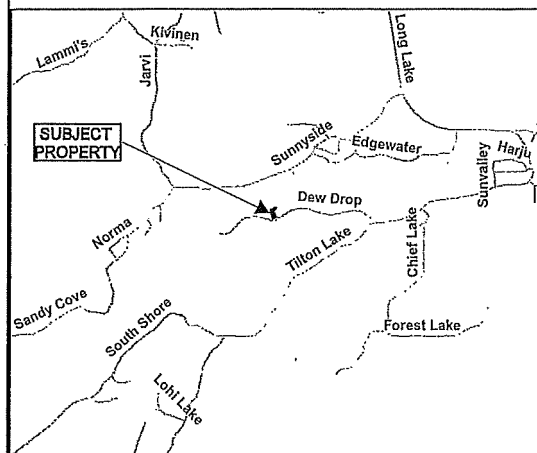 Lammi's
Kivinen
Jarvi
Long Lake
SUBJECT
PROPERTY
Sunnyside
Edgewater
Harju
Sunvalley
Dew Drop
Norma
Tilton Lake
Chief Lake
Sandy Cove
South Shore
Forest Lake
Lohi Lake